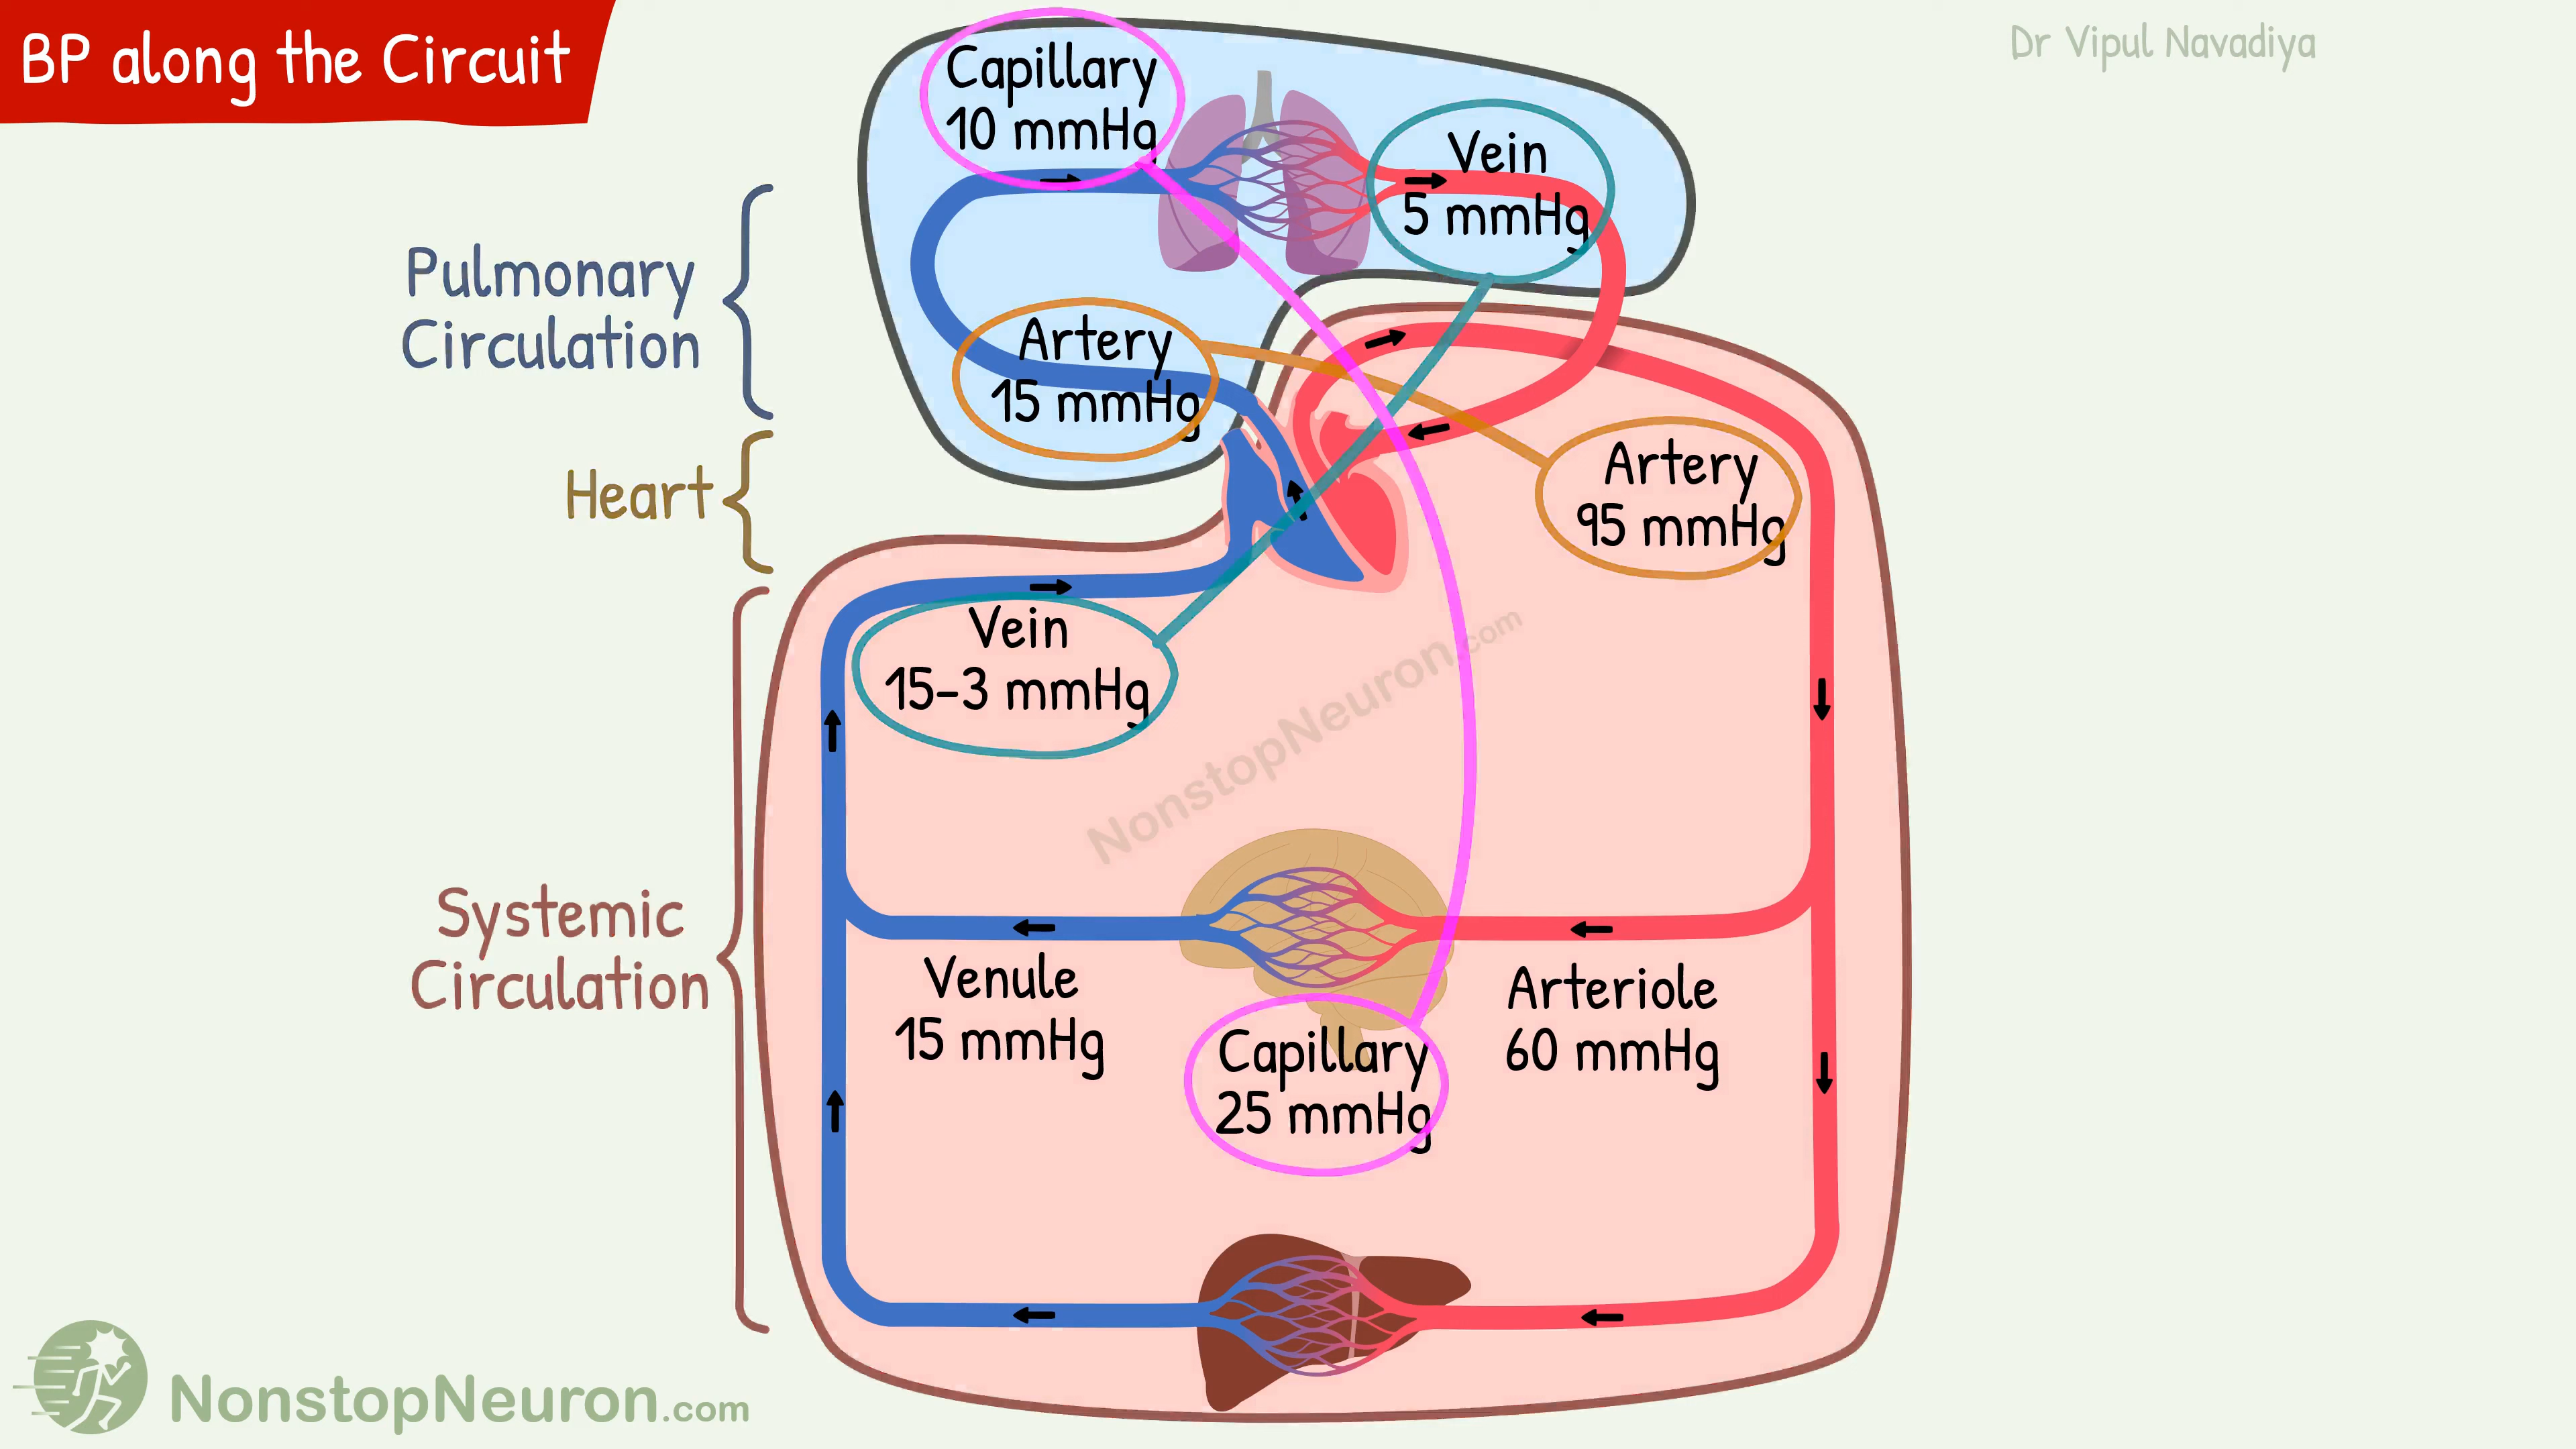 BP along the Circuit
Dr Vipul Navadiya
Capillary
10 mmHg
Vein
5 mmHg
Pulmonary
Circulation
Artery
15 mmHg
Heart
Artery
95 mmHg
Vein
15-3 mmHg
NonstopNeuron.com
Systemic
Circulation
Venule
15 mmHg
Capillary
25 mmHg
Arteriole
60 mmHg
NonstopNeuron.com